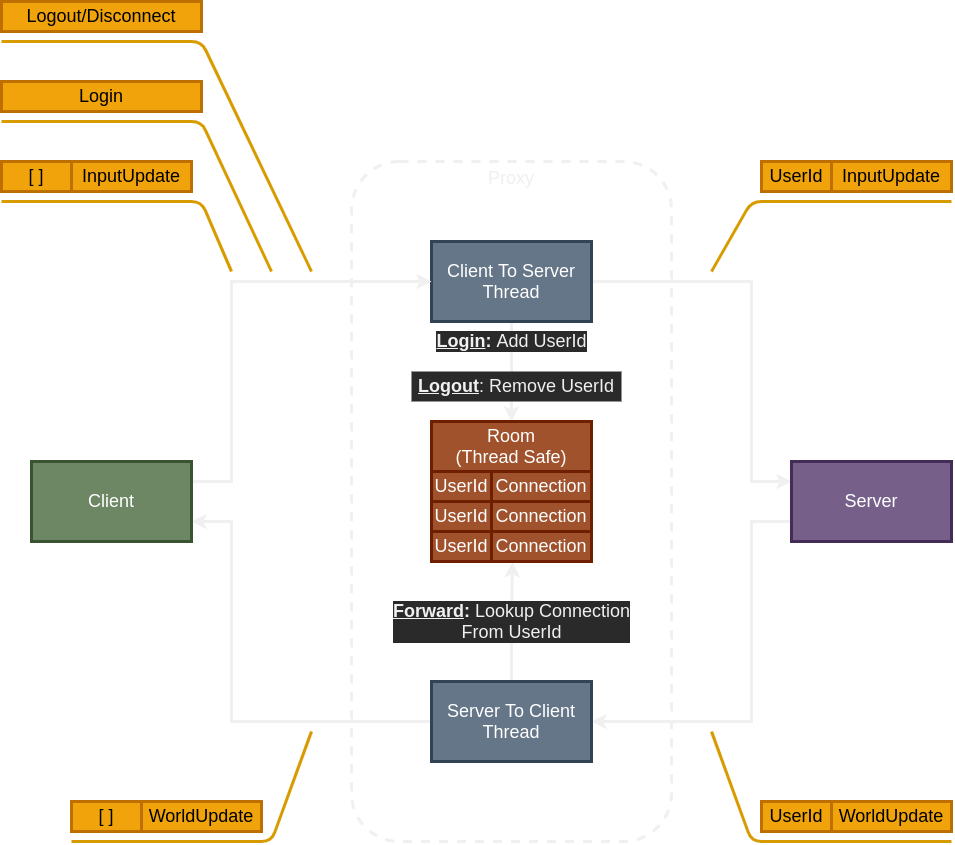 Logout/Disconnect
Login
[ ] InputUpdate
UserId InputUpdate
Proxy
Client To Server
Thread
Login: Add UserId
Logout: Remove UserId
Room
(Thread Safe)
UserId Connection
UserId Connection
UserId Connection
Client
Server
Forward: Lookup Connection
From UserId
Server To Client
Thread
[ ] WorldUpdate
UserId WorldUpdate